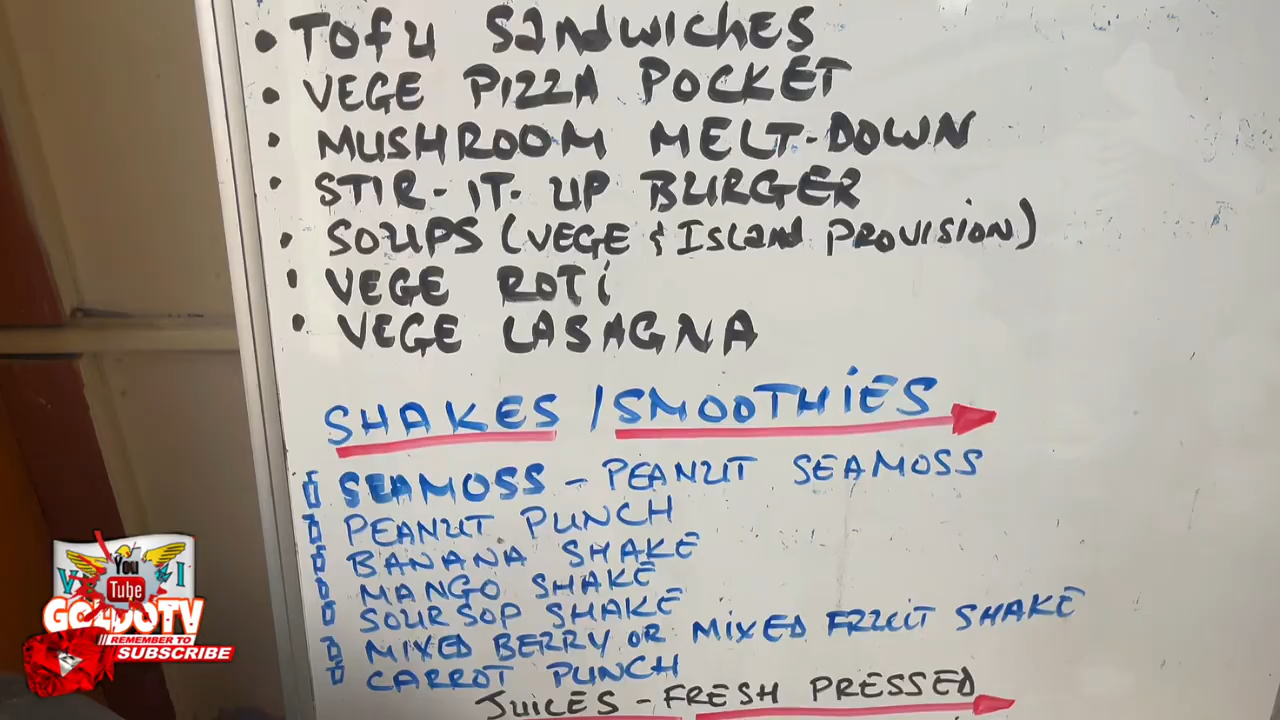 • TOFU SANDWICHES
• VEGE PIZZA POCKET
• MUSHROOM MELT-DOWN
• STIR-IT-UP BURGER
• SOUPS (VEGE & ISLAND PROVISION)
• VEGE ROTI
• VEGE LASAGNA
SHAKES / SMOOTHIES
SEAMOSS - PEANUT SEAMOSS
PEANUT PUNCH
BANANA SHAKE
MANGO SHAKE
SOURSOP SHAKE
MIXED BERRY OR MIXED FRUIT SHAKE
CARROT PUNCH
JUICES - FRESH PRESSED
V I
You
Tube
REMEMBER TO
SUBSCRIBE